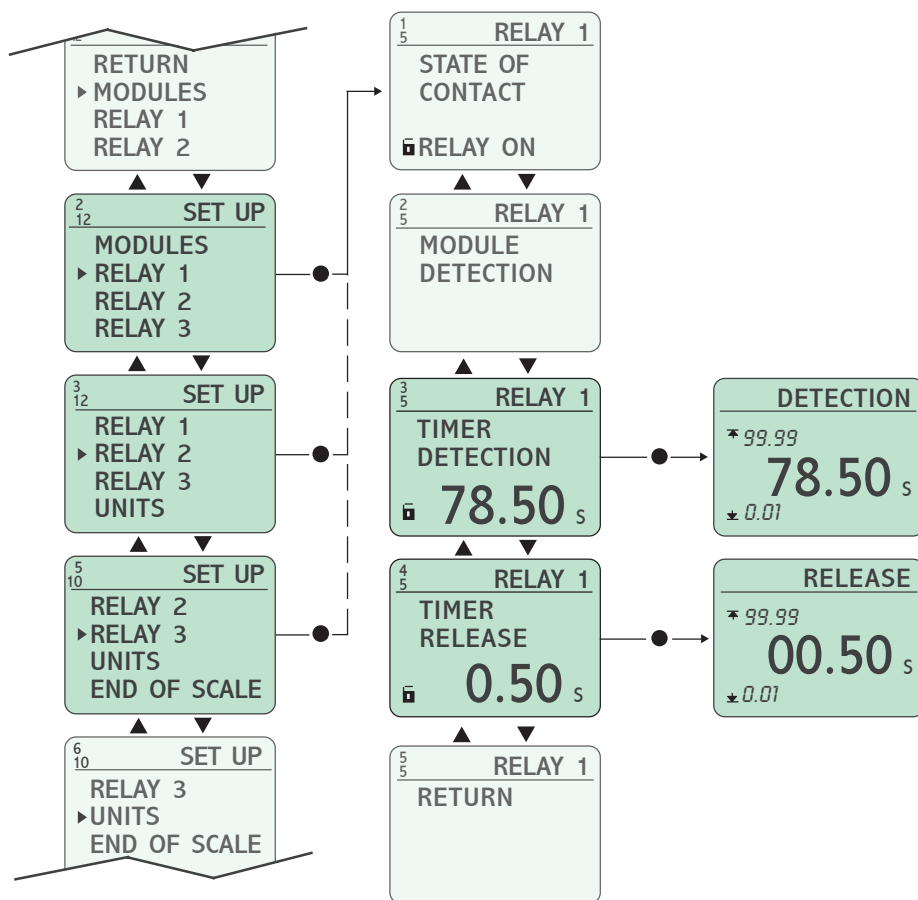 RETURN
MODULES
RELAY 1
RELAY 2
2
12
SET UP
MODULES
RELAY 1
RELAY 2
RELAY 3
3
12
SET UP
RELAY 1
RELAY 2
RELAY 3
UNITS
5
10
SET UP
RELAY 2
RELAY 3
UNITS
END OF SCALE
6
10
SET UP
RELAY 3
UNITS
END OF SCALE
1
5
RELAY 1
STATE OF
CONTACT
RELAY ON
2
5
RELAY 1
MODULE
DETECTION
3
5
RELAY 1
TIMER
DETECTION
78.50 s
4
5
RELAY 1
TIMER
RELEASE
0.50 s
5
5
RELAY 1
RETURN
DETECTION
99.99
78.50 s
0.01
RELEASE
99.99
00.50 s
0.01